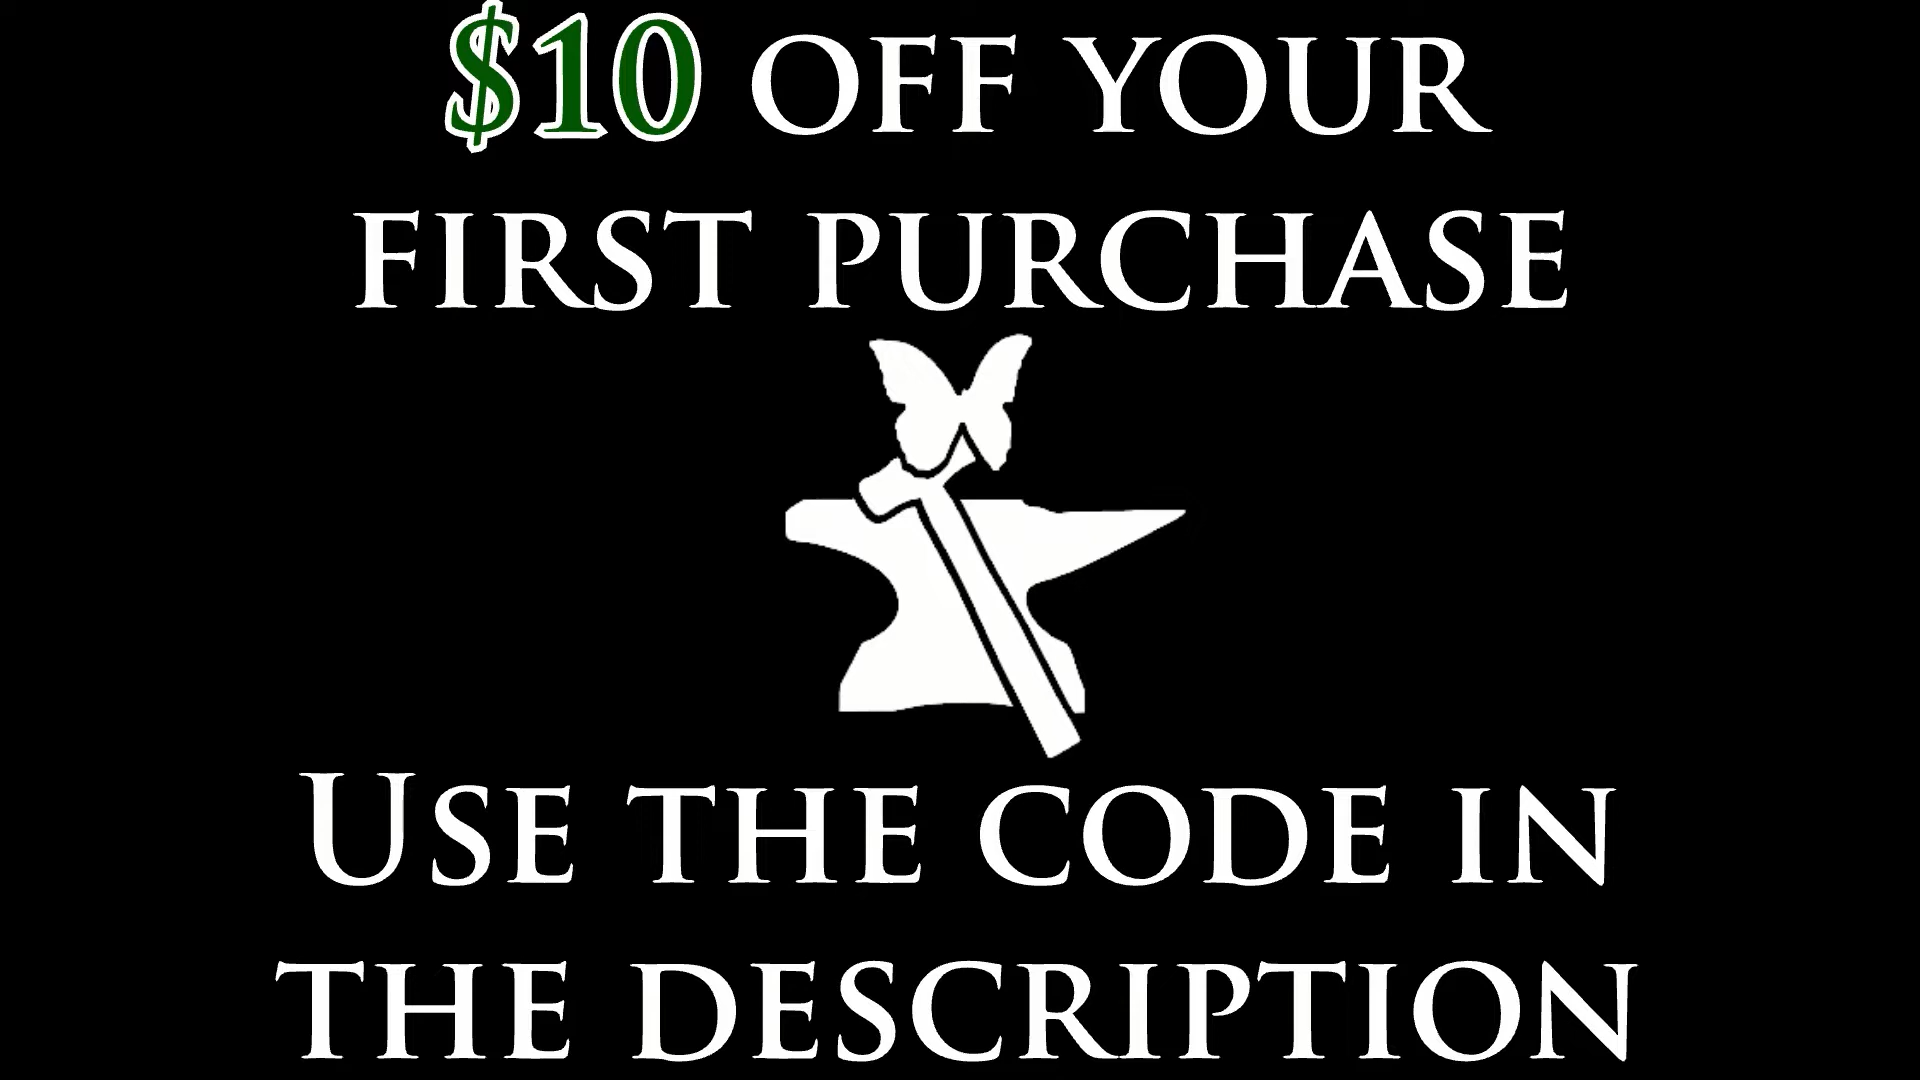 $10 OFF YOUR
FIRST PURCHASE
USE THE CODE IN
THE DESCRIPTION